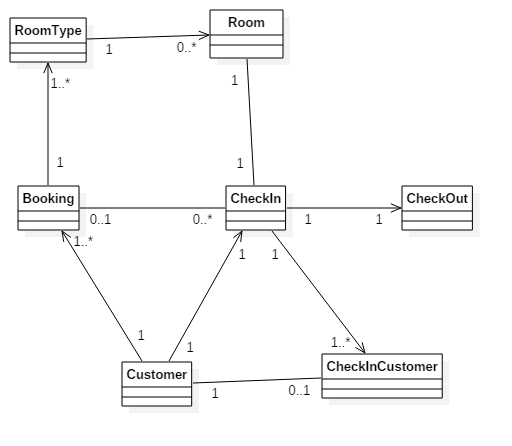 RoomType
Room
1
0..*
1..*
1
1
1
Booking
CheckIn
CheckOut
0..1
0..*
1
1
1..*
1
1
1
1
1..*
Customer
CheckInCustomer
1
0..1